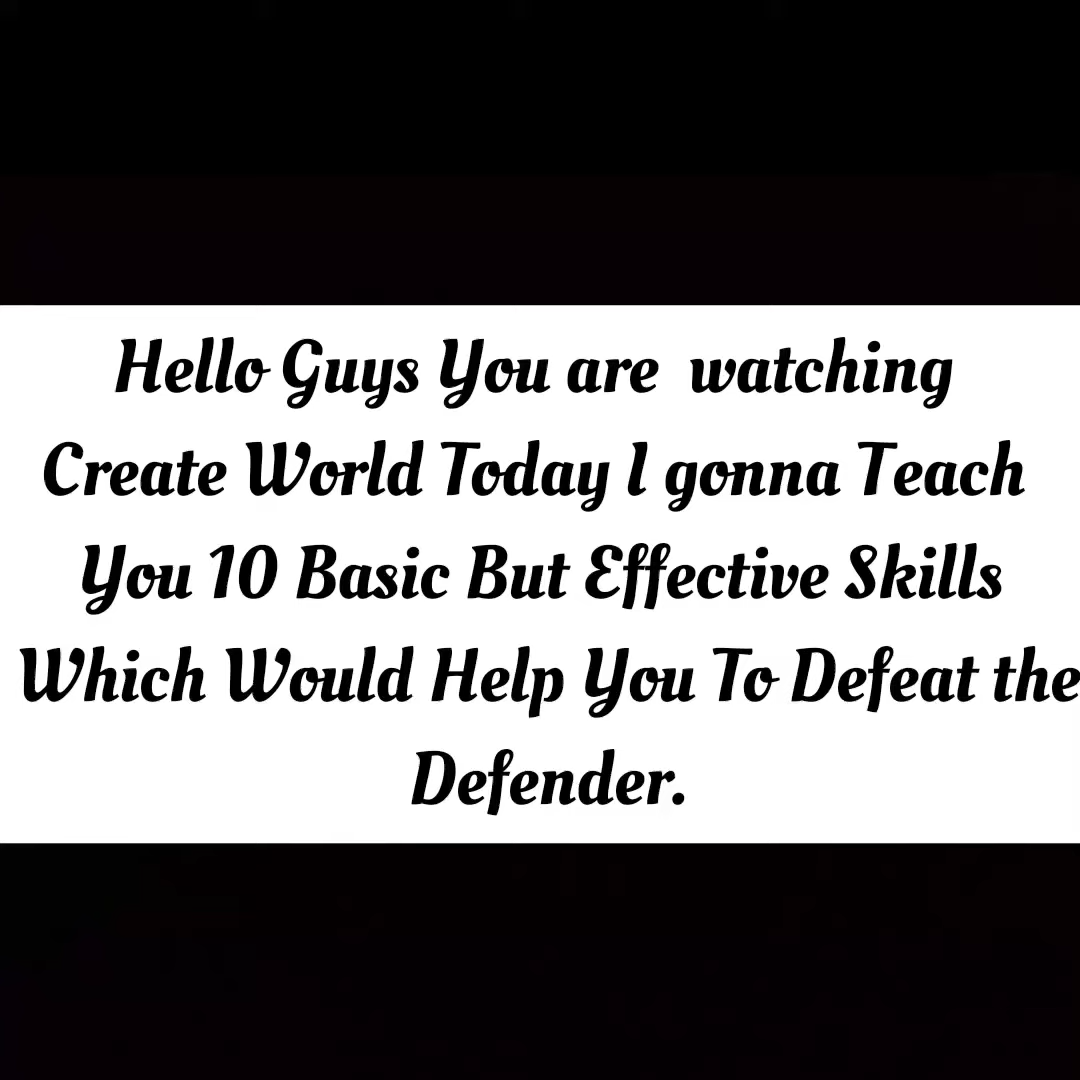 Hello Guys You are watching
Create World Today I gonna Teach
You 10 Basic But Effective Skills
Which Would Help You To Defeat the
Defender.